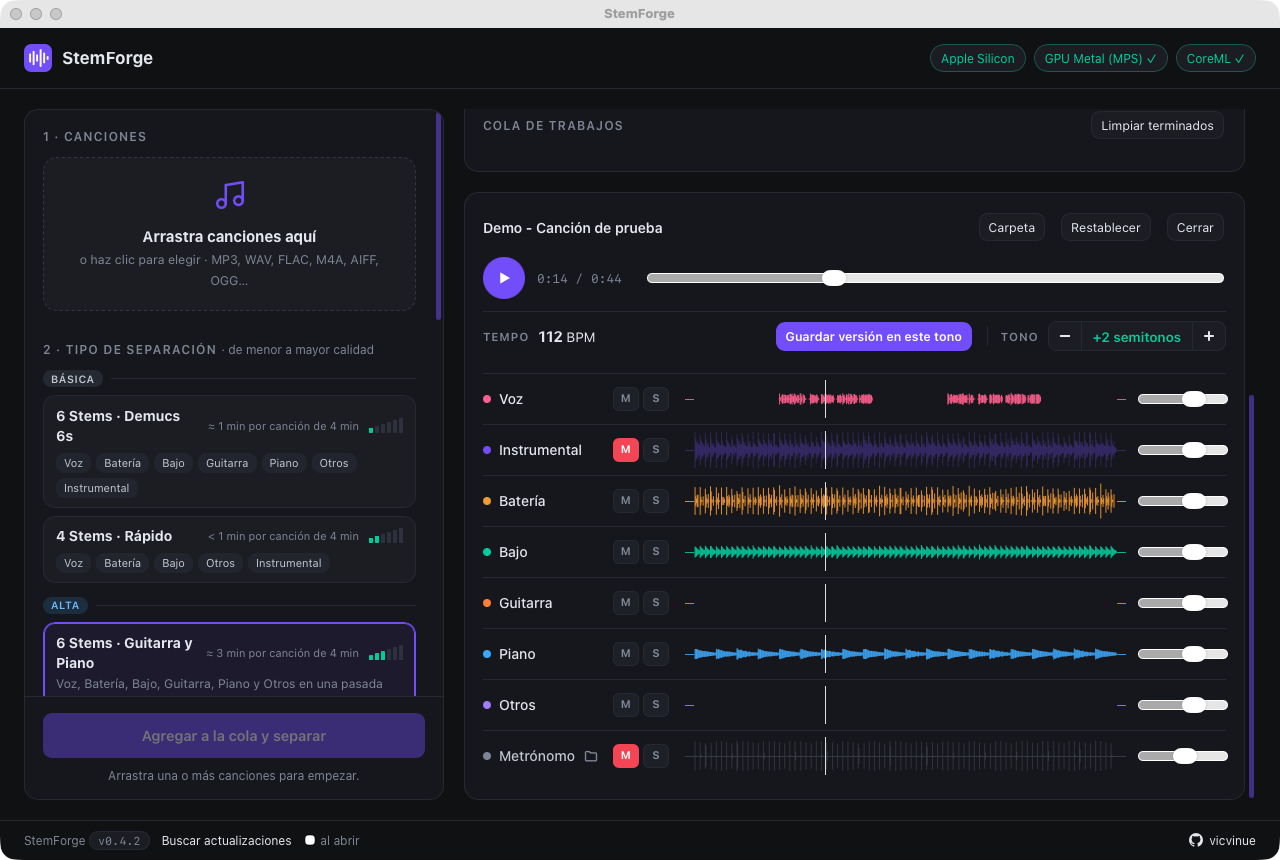 StemForge
StemForge
Apple Silicon
GPU Metal (MPS) ✓
CoreML ✓
1 · CANCIONES
Arrastra canciones aquí
o haz clic para elegir · MP3, WAV, FLAC, M4A, AIFF,
OGG...
2 · TIPO DE SEPARACIÓN · de menor a mayor calidad
BÁSICA
6 Stems · Demucs
6s
≈ 1 min por canción de 4 min
Voz Batería Bajo Guitarra Piano Otros
Instrumental
4 Stems · Rápido
< 1 min por canción de 4 min
Voz Batería Bajo Otros Instrumental
ALTA
6 Stems · Guitarra y
Piano
≈ 3 min por canción de 4 min
Voz, Batería, Bajo, Guitarra, Piano y Otros en una pasada
Agregar a la cola y separar
Arrastra una o más canciones para empezar.
COLA DE TRABAJOS
Limpiar terminados
Demo - Canción de prueba
Carpeta
Restablecer
Cerrar
0:14 / 0:44
TEMPO 112 BPM
Guardar versión en este tono
TONO
− +2 semitonos +
Voz M S
Instrumental M S
Batería M S
Bajo M S
Guitarra M S
Piano M S
Otros M S
Metrónomo M S
StemForge v0.4.2 Buscar actualizaciones al abrir
vicvinue